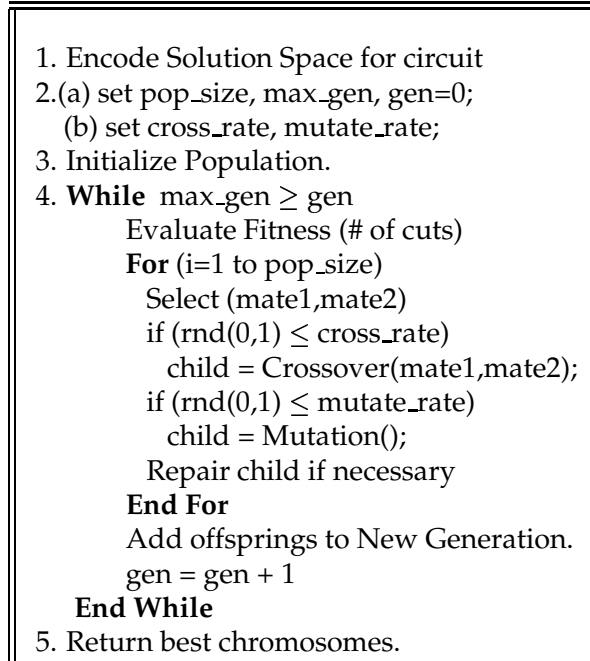 1. Encode Solution Space for circuit
2.(a) set pop_size, max_gen, gen=0;
(b) set cross_rate, mutate_rate;
3. Initialize Population.
4. While max_gen ≥ gen
Evaluate Fitness (# of cuts)
For (i=1 to pop_size)
Select (mate1,mate2)
if (rnd(0,1) ≤ cross_rate)
child = Crossover(mate1,mate2);
if (rnd(0,1) ≤ mutate_rate)
child = Mutation();
Repair child if necessary
End For
Add offsprings to New Generation.
gen = gen + 1
End While
5. Return best chromosomes.